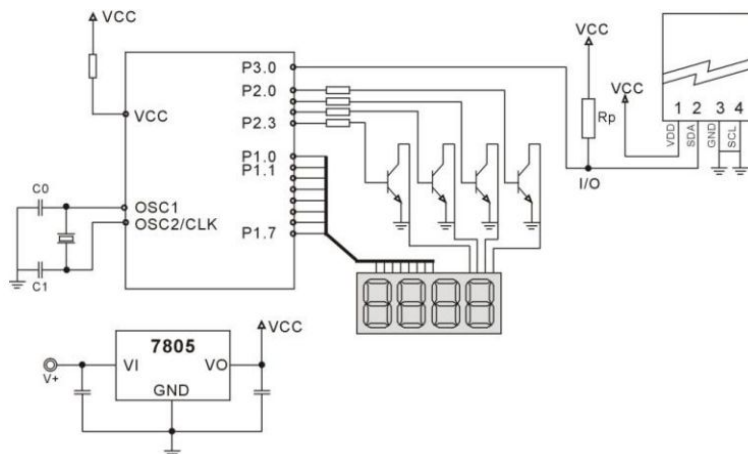 VCC
VCC
OSC1
OSC2/CLK
C0
C1
P3.0
P2.0
P2.3
P1.0
P1.1
P1.7
VCC
Rp
I/O
VCC
1 2 3 4
VDD SDA GND SCL
7805
VI VO
GND
V+
VCC